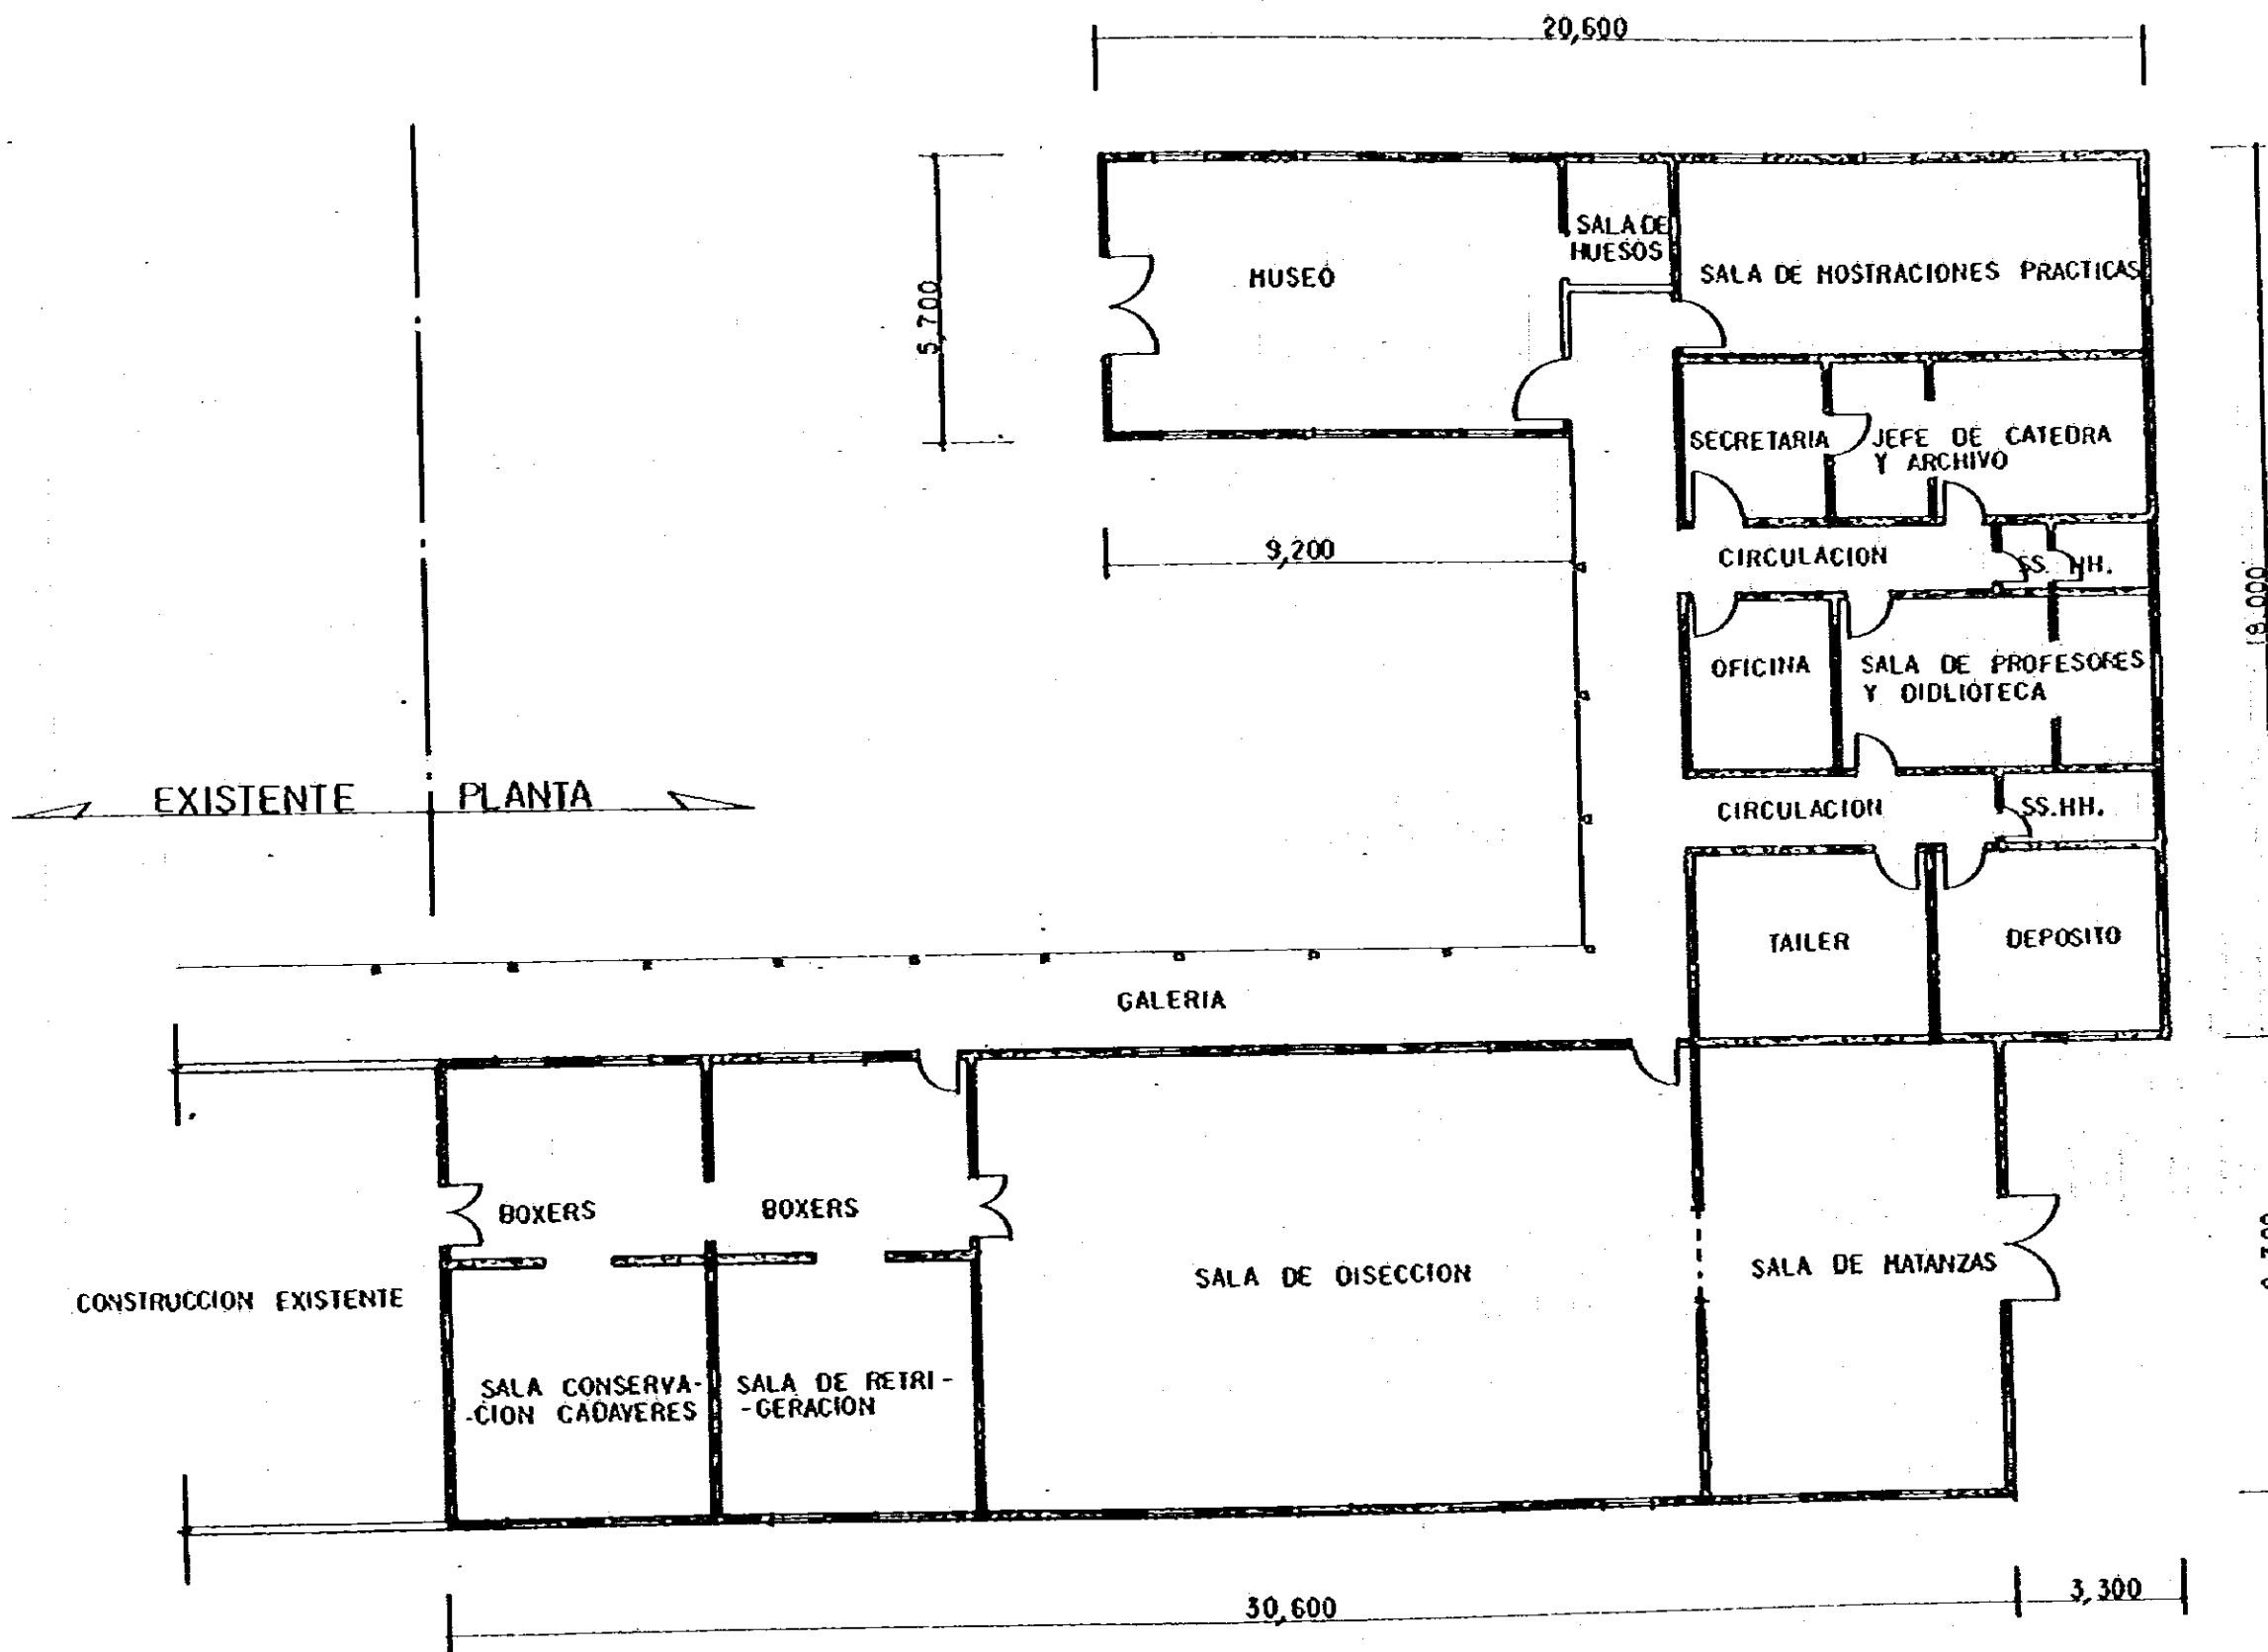 20,600
SALA DE
HUESOS
MUSEO
SALA DE MOSTRACIONES PRACTICAS
5,700
SECRETARIA
JEFE DE CATEDRA
Y ARCHIVO
9,200
CIRCULACION
SS. HH.
18.000
OFICINA
SALA DE PROFESORES
Y DIDLIOTECA
EXISTENTE
PLANTA
CIRCULACION
SS.HH.
TAILER
DEPOSITO
GALERIA
BOXERS
BOXERS
SALA DE DISECCION
SALA DE MATANZAS
CONSTRUCCION EXISTENTE
SALA CONSERVA-
-CION CADAVERES
SALA DE RETRI-
-GERACION
30,600
3,300